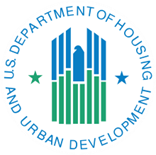 U.S. DEPARTMENT OF HOUSING
AND URBAN DEVELOPMENT